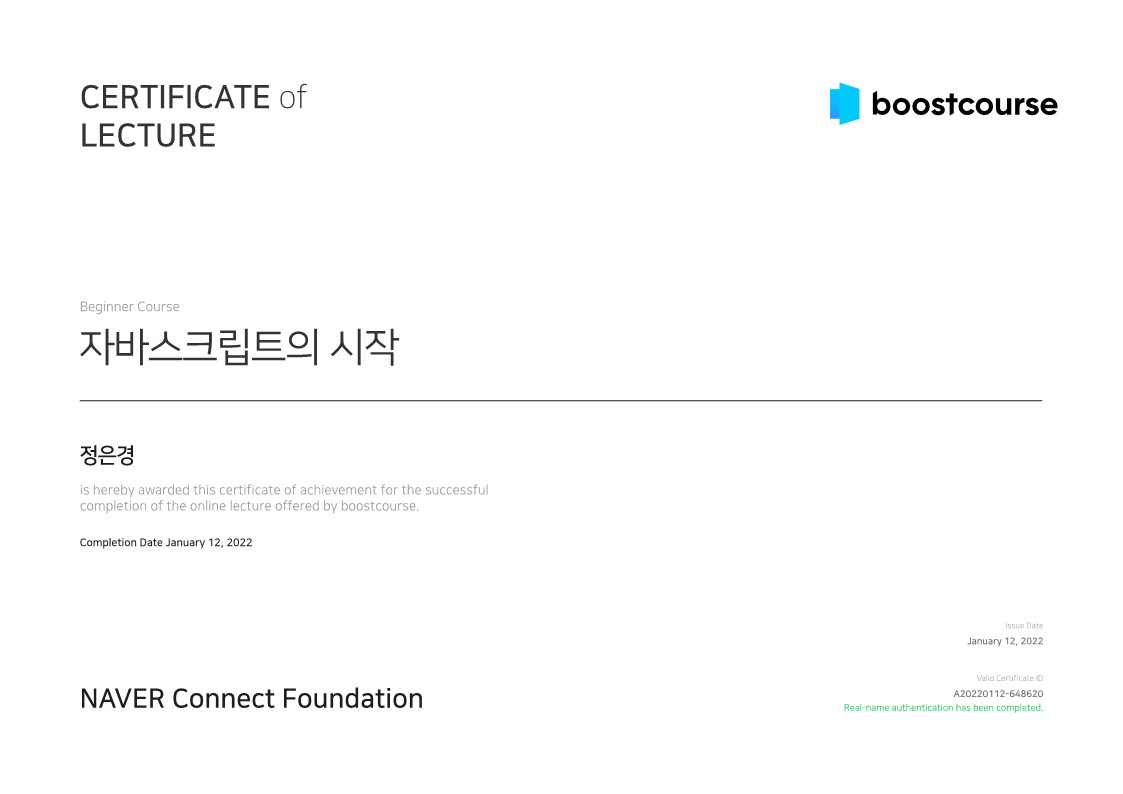 CERTIFICATE of
LECTURE
boostcourse
Beginner Course
자바스크립트의 시작
정은경
is hereby awarded this certificate of achievement for the successful
completion of the online lecture offered by boostcourse.
Completion Date January 12, 2022
Issue Date
January 12, 2022
Valid Certificate ID
A20220112-648620
Real-name authentication has been completed.
NAVER Connect Foundation